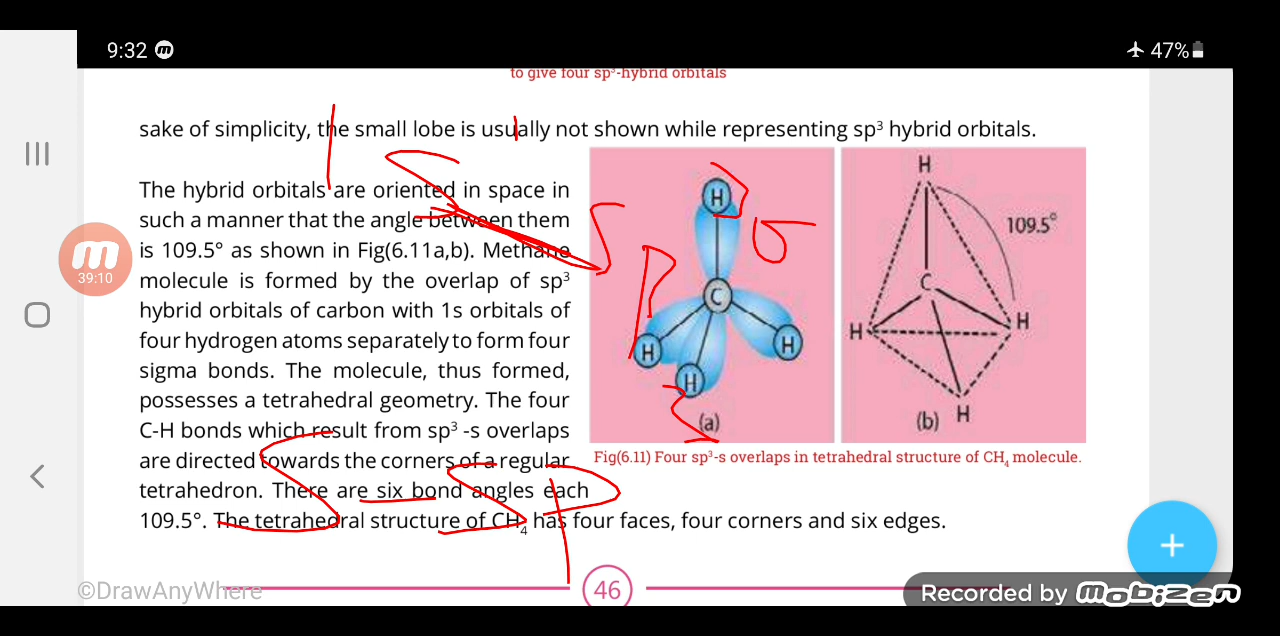 9:32 47%
to give four sp³-hybrid orbitals
sake of simplicity, the small lobe is usually not shown while representing sp³ hybrid orbitals.
The hybrid orbitals are oriented in space in
such a manner that the angle between them
is 109.5° as shown in Fig(6.11a,b). Methane
molecule is formed by the overlap of sp³
hybrid orbitals of carbon with 1s orbitals of
four hydrogen atoms separately to form four
sigma bonds. The molecule, thus formed,
possesses a tetrahedral geometry. The four
C-H bonds which result from sp³ -s overlaps
are directed towards the corners of a regular
tetrahedron. There are six bond angles each
109.5°. The tetrahedral structure of CH₄ has four faces, four corners and six edges.
H
C
H
H
H
(a)
H
109.5°
C
H
H
H
(b)
Fig(6.11) Four sp³-s overlaps in tetrahedral structure of CH₄ molecule.
S
P
3
σ
S - SP
m
39:10
46
©DrawAnyWhere
Recorded by mobizen